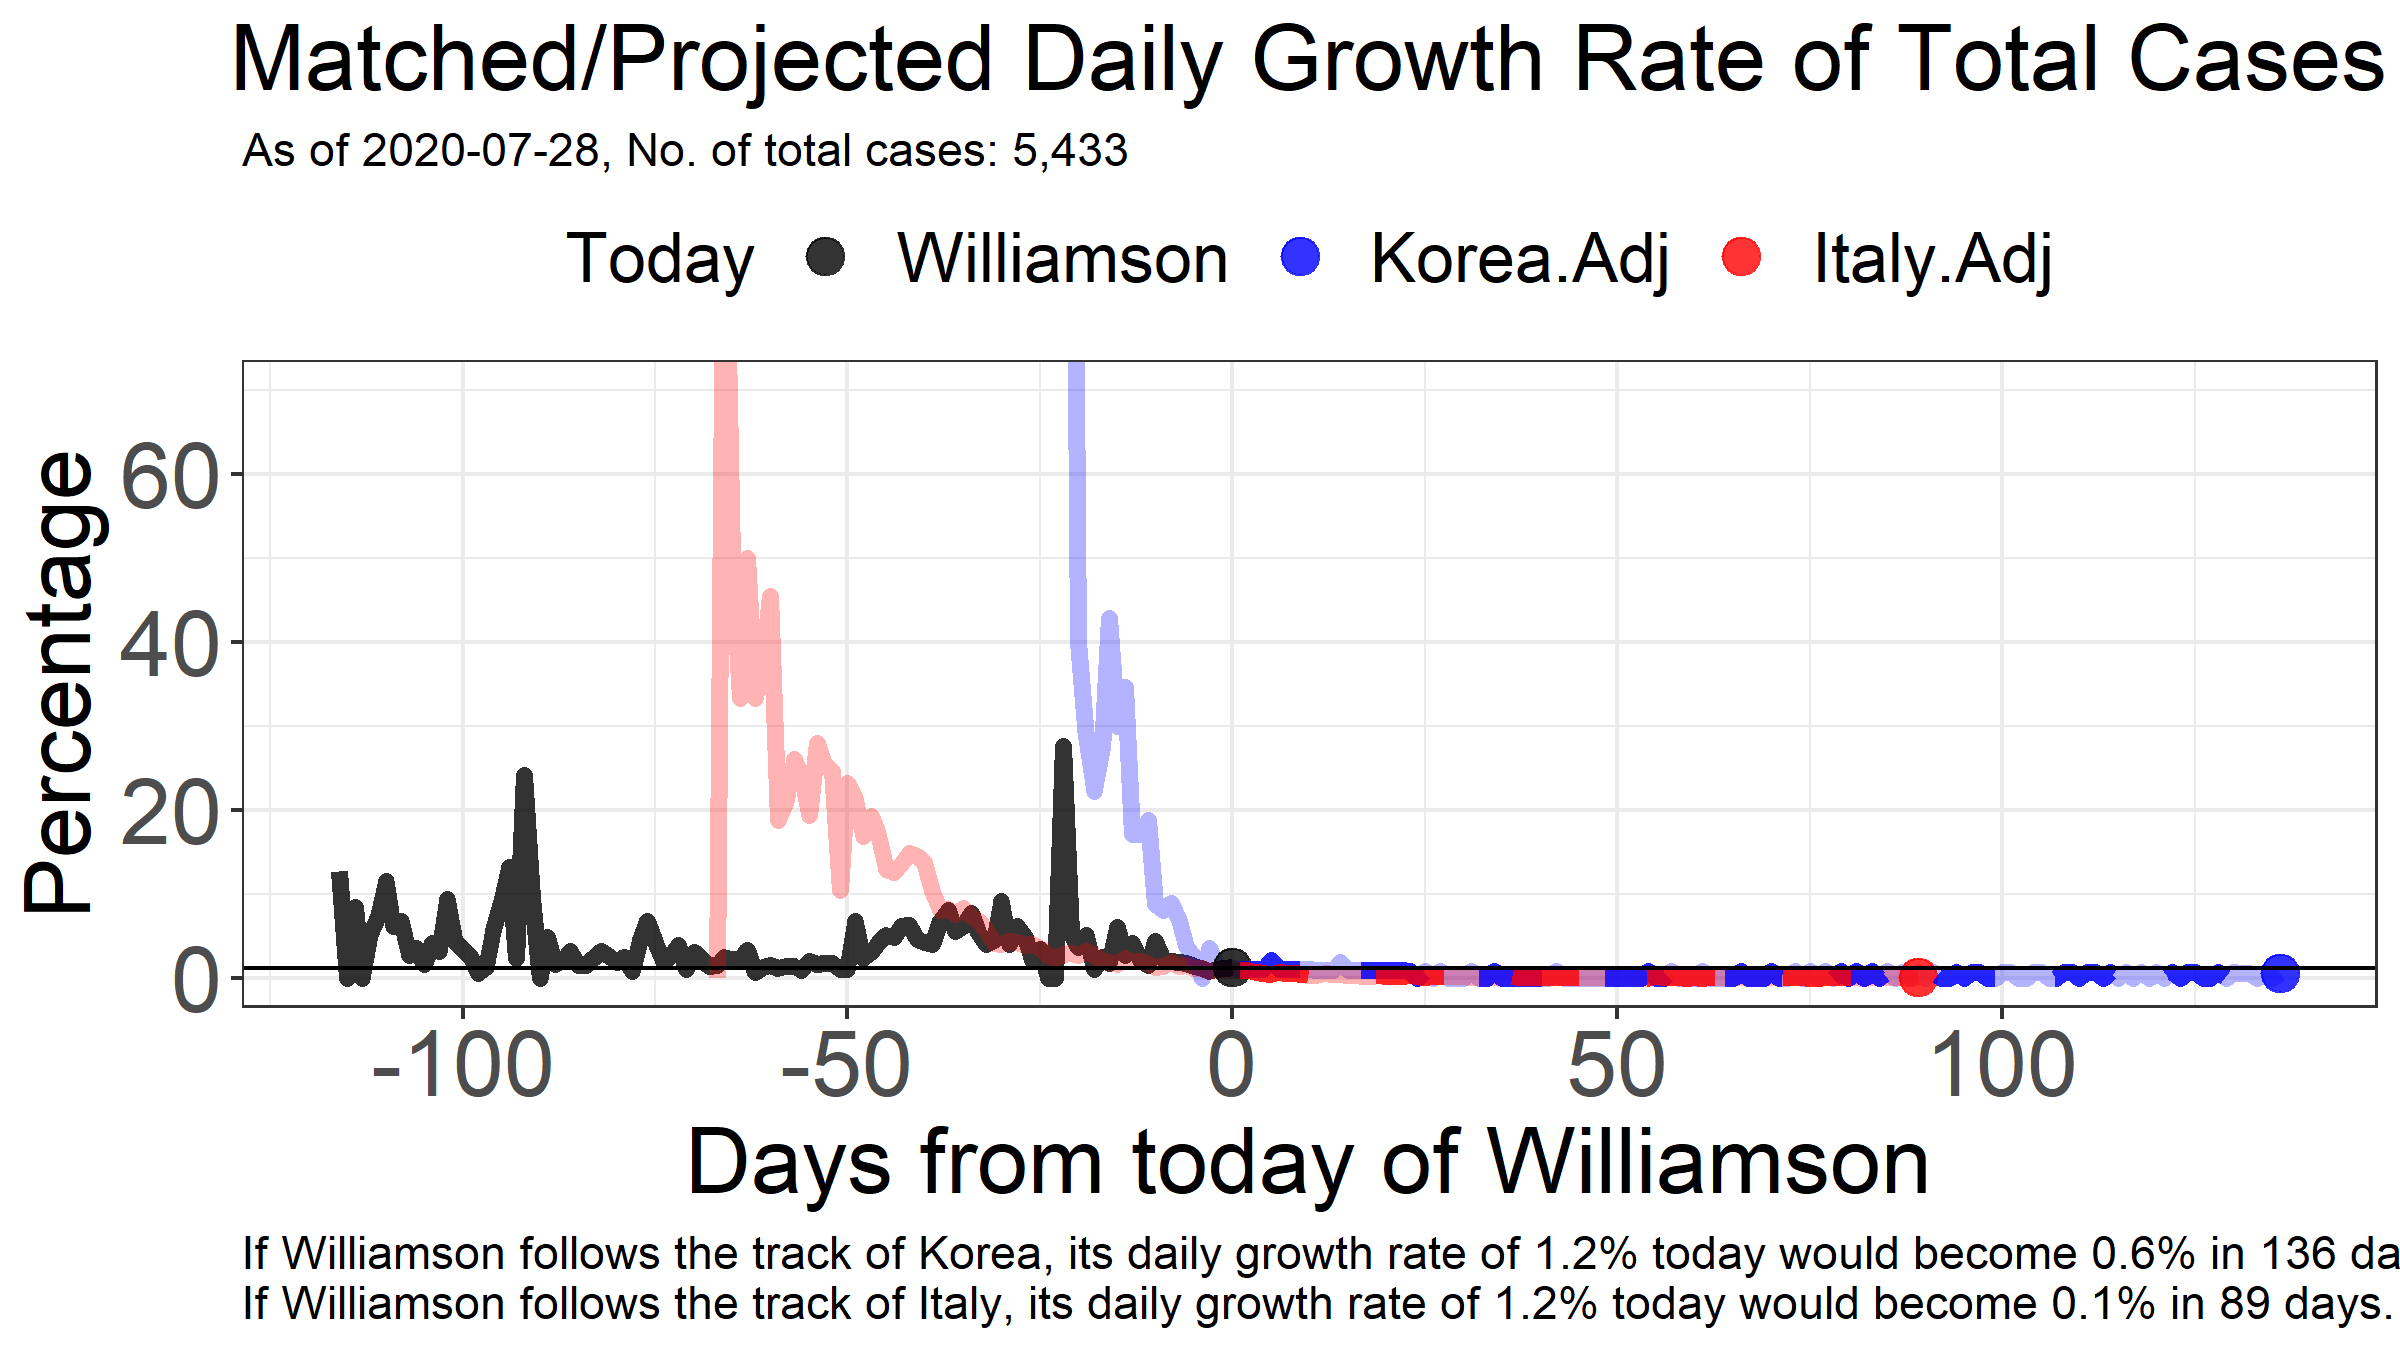 Matched/Projected Daily Growth Rate of Total Cases
As of 2020-07-28, No. of total cases: 5,433
Today Williamson Korea.Adj Italy.Adj
Percentage
60
40
20
0
-100 -50 0 50 100
Days from today of Williamson
If Williamson follows the track of Korea, its daily growth rate of 1.2% today would become 0.6% in 136 da
If Williamson follows the track of Italy, its daily growth rate of 1.2% today would become 0.1% in 89 days.